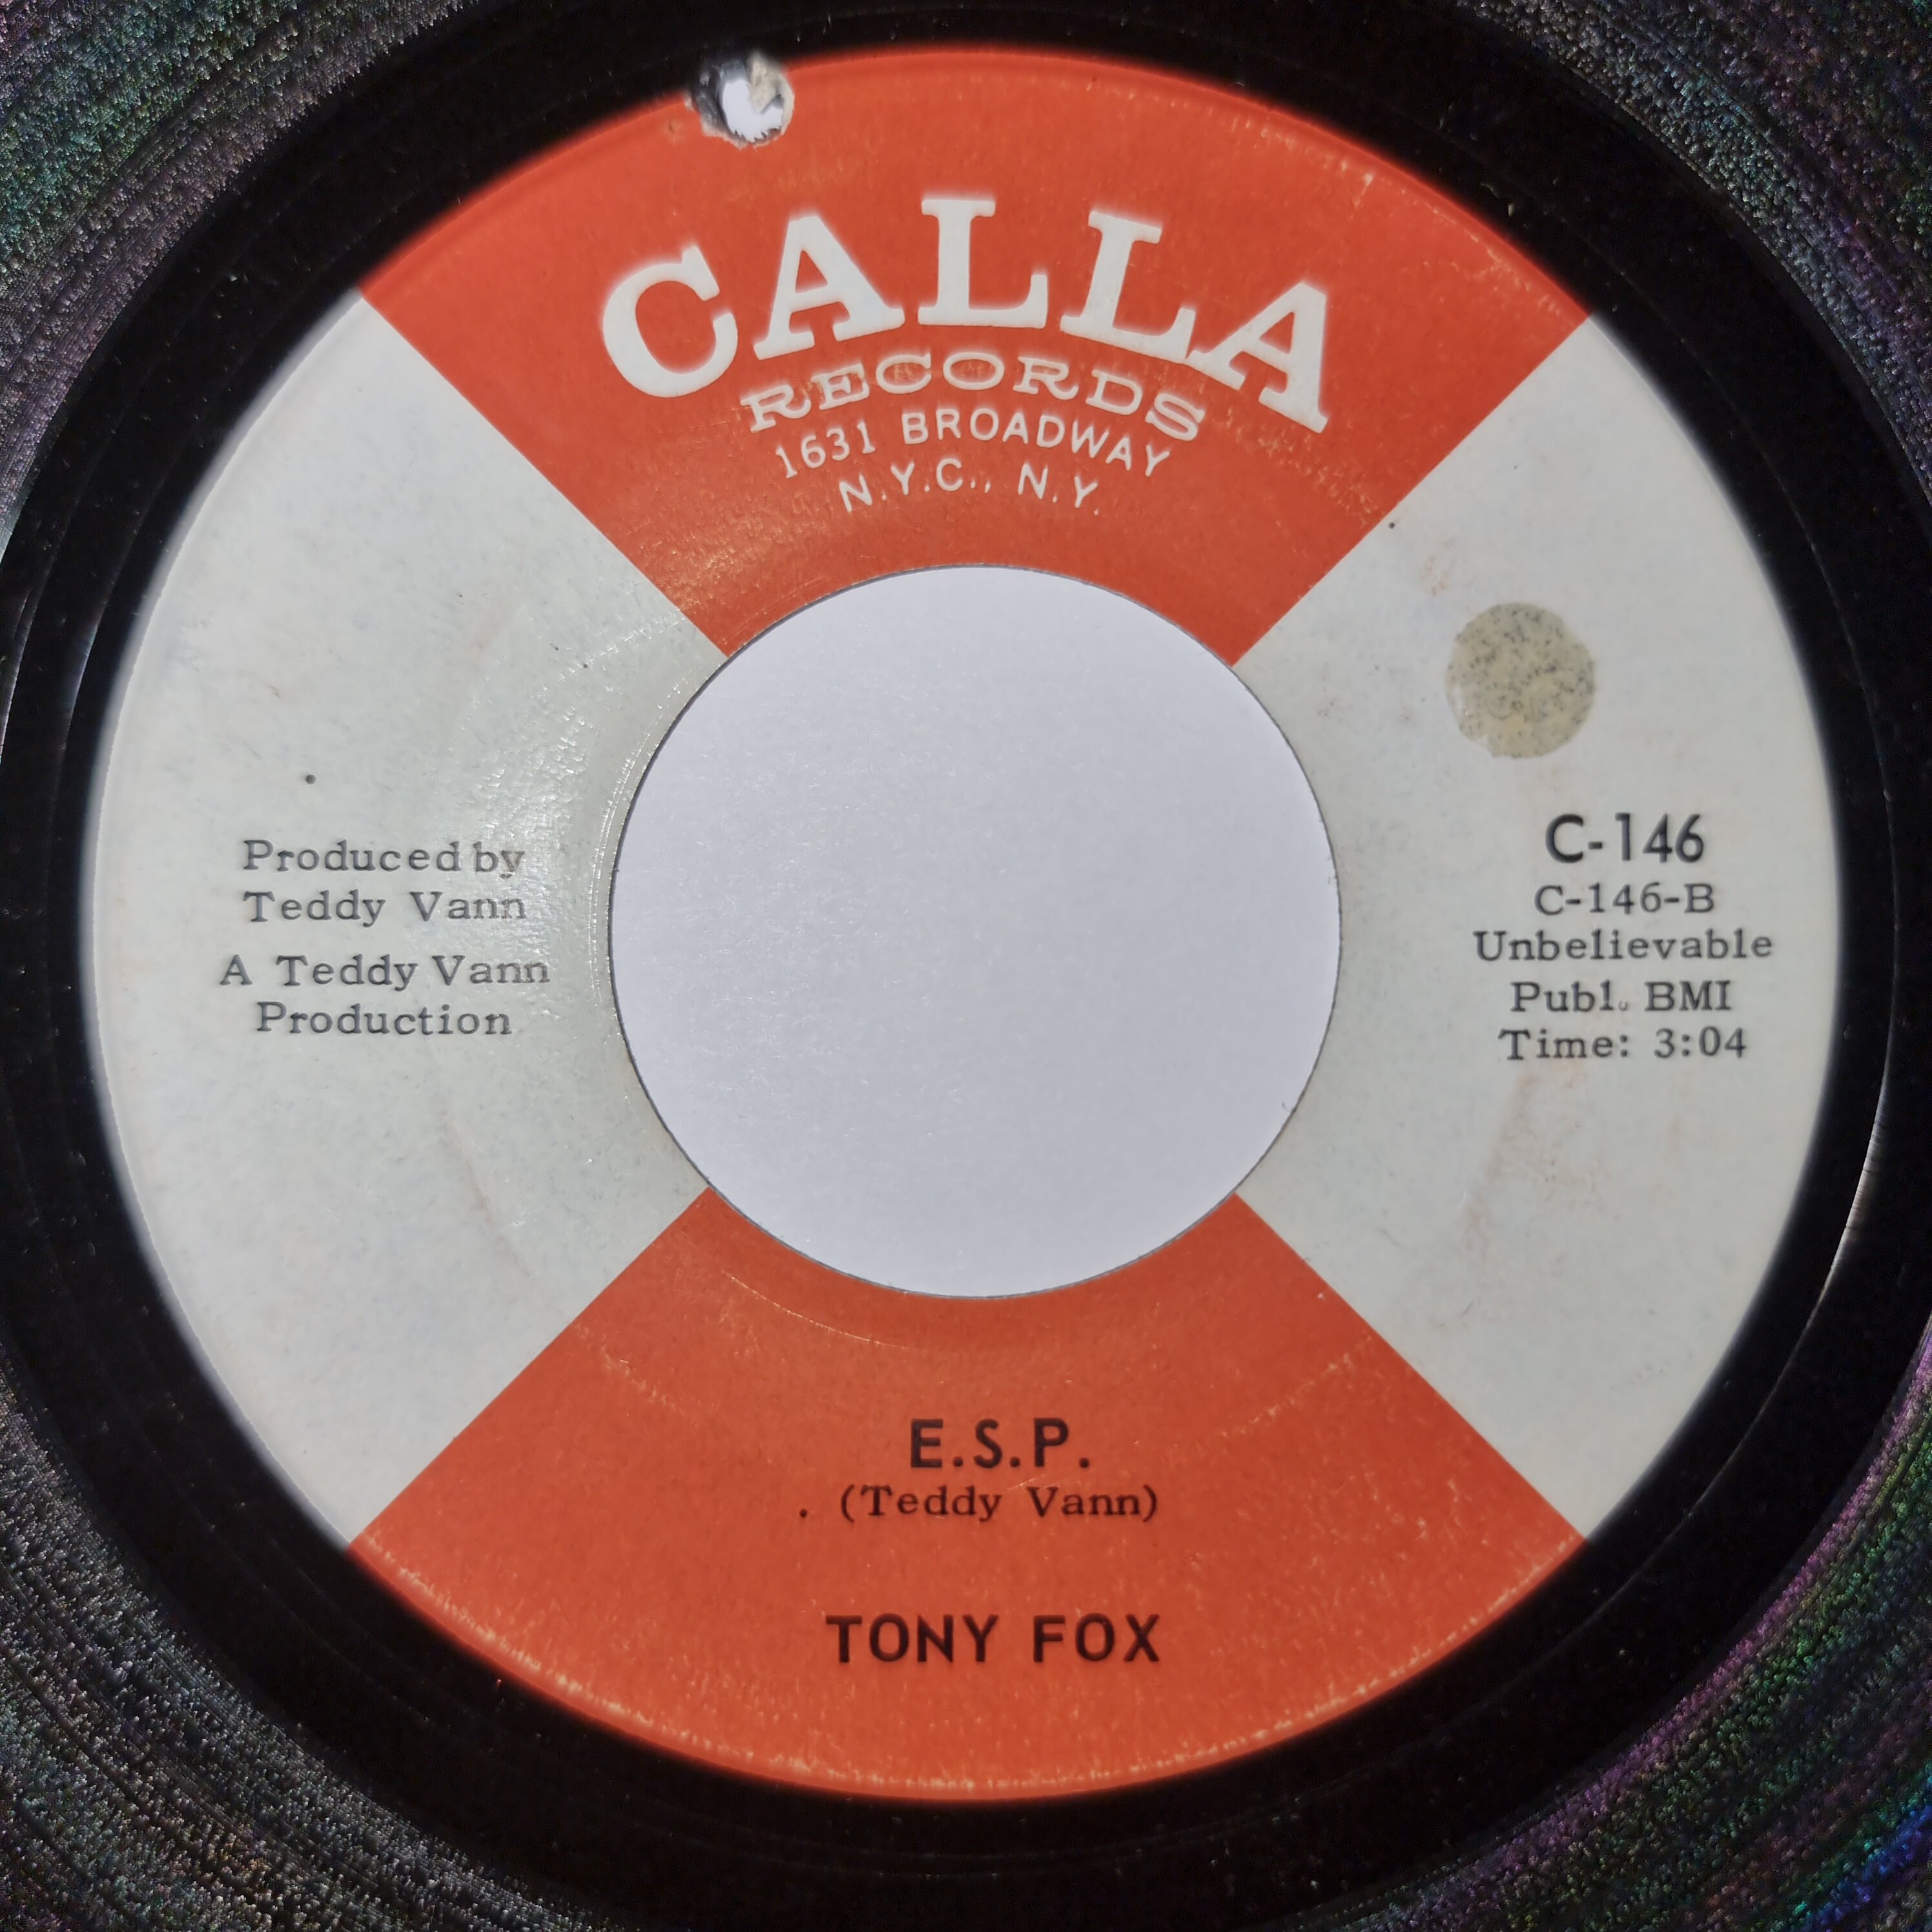 CALLA
RECORDS
1631 BROADWAY
N.Y.C., N.Y.
Produced by
Teddy Vann
A Teddy Vann
Production
C-146
C-146-B
Unbelievable
Publ. BMI
Time: 3:04
E.S.P.
. (Teddy Vann)
TONY FOX